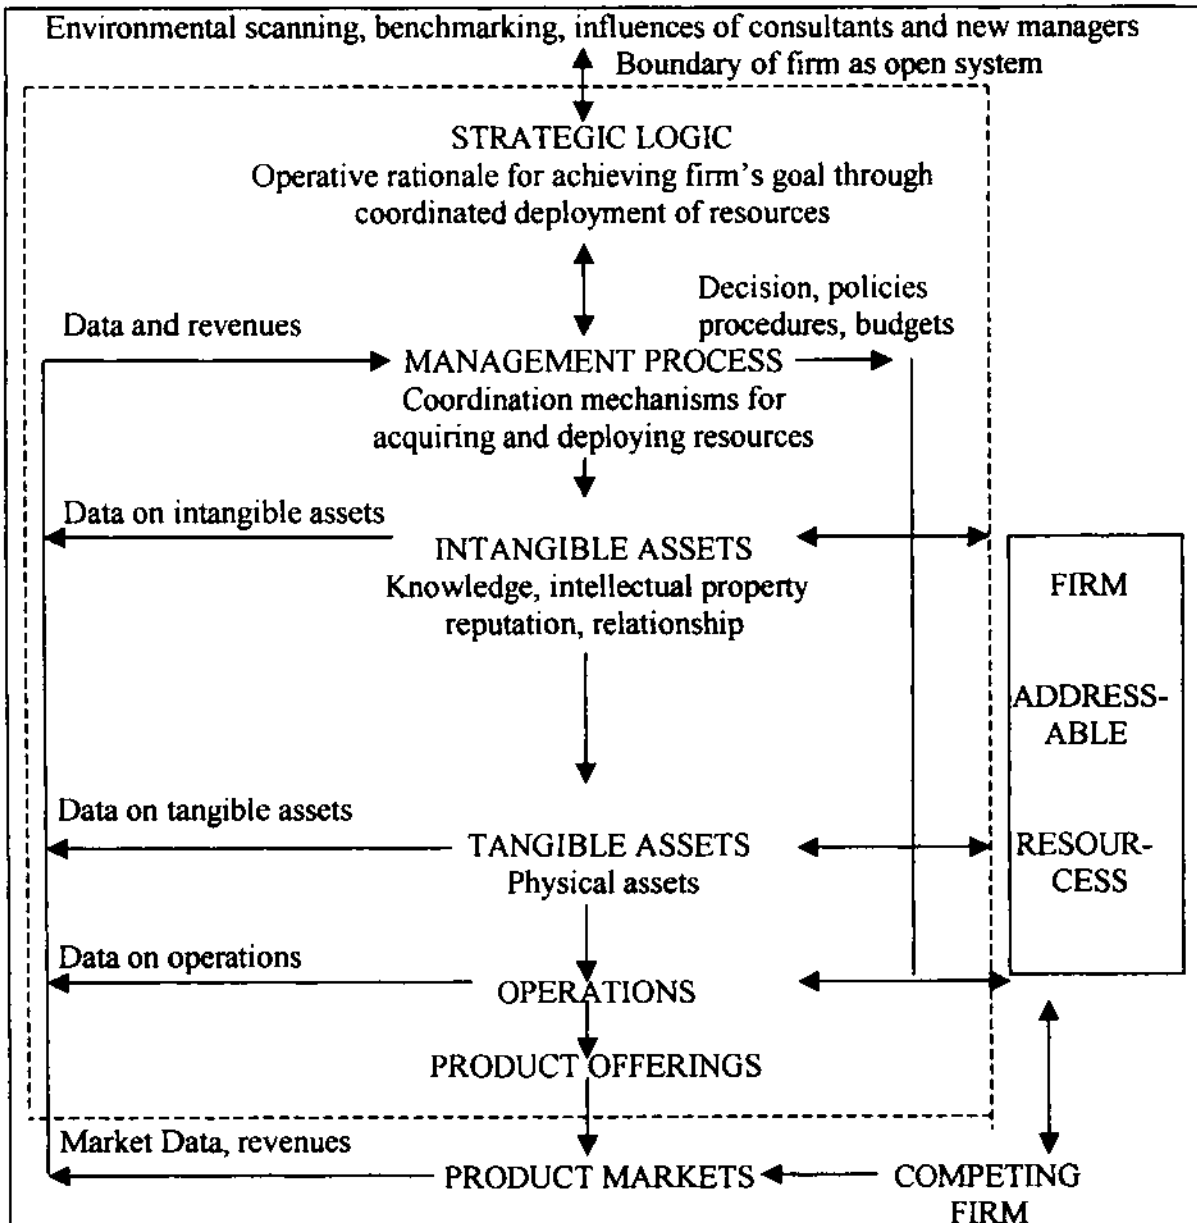 Environmental scanning, benchmarking, influences of consultants and new managers
Boundary of firm as open system
STRATEGIC LOGIC
Operative rationale for achieving firm's goal through
coordinated deployment of resources
Decision, policies
procedures, budgets
Data and revenues
MANAGEMENT PROCESS
Coordination mechanisms for
acquiring and deploying resources
Data on intangible assets
INTANGIBLE ASSETS
Knowledge, intellectual property
reputation, relationship
FIRM
ADDRESS-
ABLE
RESOUR-
CESS
Data on tangible assets
TANGIBLE ASSETS
Physical assets
Data on operations
OPERATIONS
PRODUCT OFFERINGS
Market Data, revenues
PRODUCT MARKETS
COMPETING
FIRM